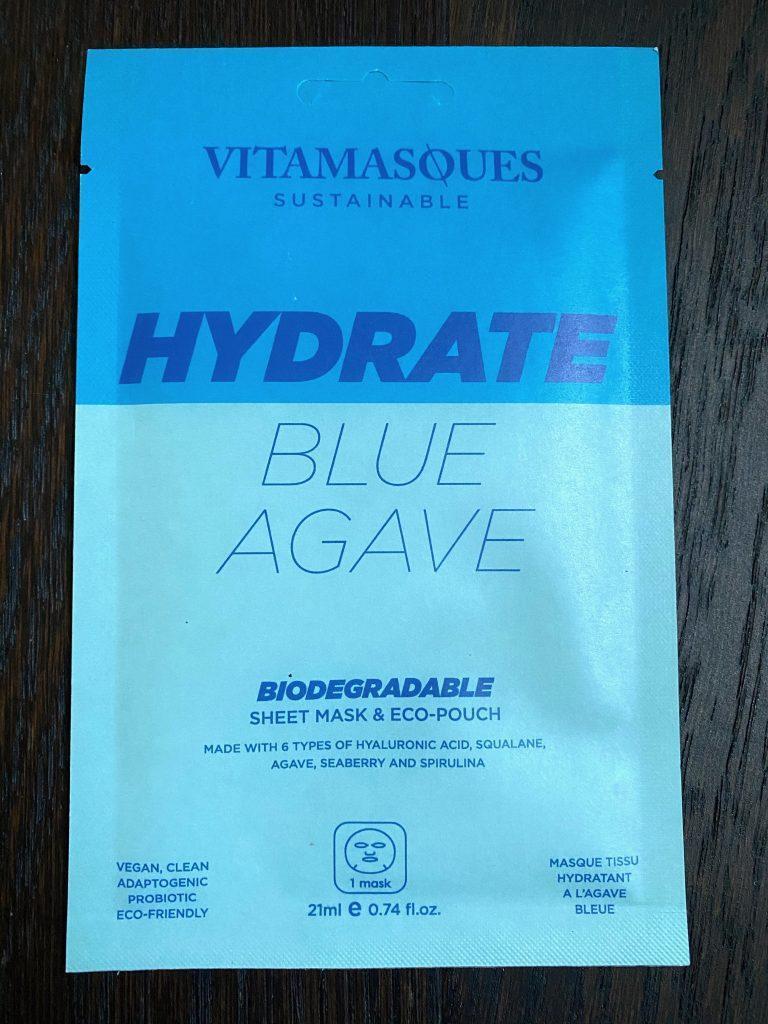 VITAMASQUES
SUSTAINABLE
HYDRATE
BLUE
AGAVE
BIODEGRADABLE
SHEET MASK & ECO-POUCH
MADE WITH 6 TYPES OF HYALURONIC ACID, SQUALANE,
AGAVE, SEABERRY AND SPIRULINA
VEGAN, CLEAN
ADAPTOGENIC
PROBIOTIC
ECO-FRIENDLY
1 mask
21ml e 0.74 fl.oz.
MASQUE TISSU
HYDRATANT
A L'AGAVE
BLEUE